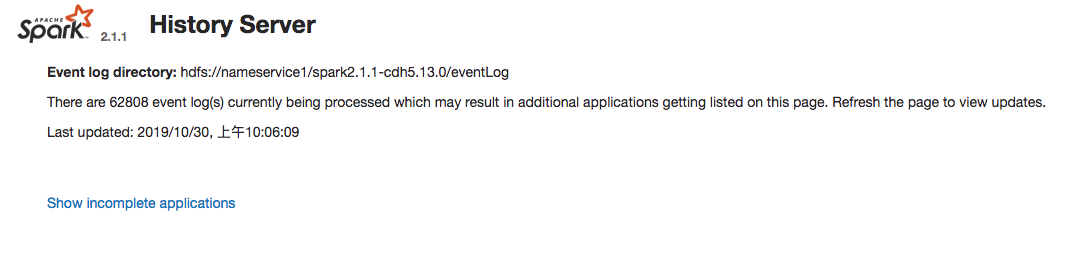 APACHE
Spark 2.1.1 History Server
Event log directory: hdfs://nameservice1/spark2.1.1-cdh5.13.0/eventLog
There are 62808 event log(s) currently being processed which may result in additional applications getting listed on this page. Refresh the page to view updates.
Last updated: 2019/10/30, 上午10:06:09
Show incomplete applications